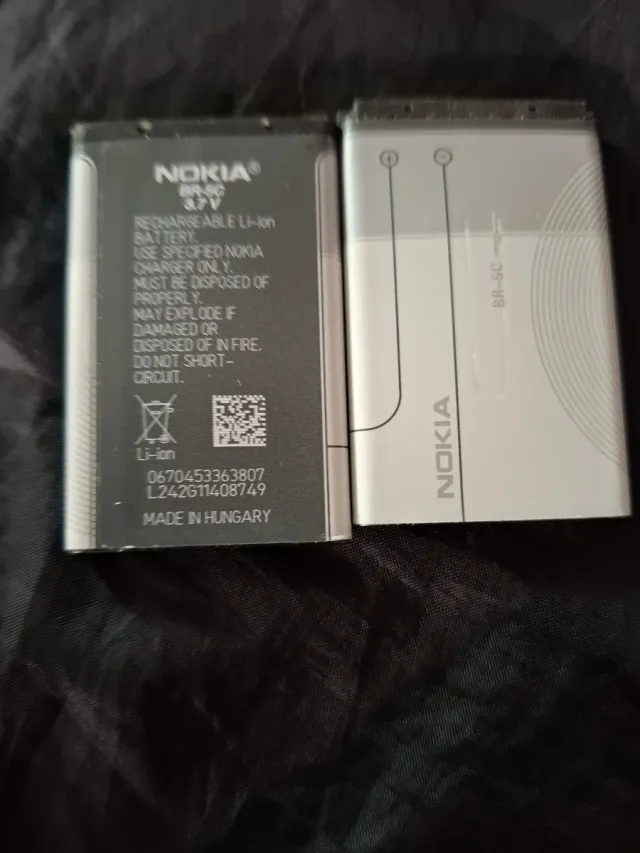 NOKIA®
BR-5C
3.7 V
RECHARGEABLE Li-ion
BATTERY.
USE SPECIFIED NOKIA
CHARGER ONLY.
MUST BE DISPOSED OF
PROPERLY.
MAY EXPLODE IF
DAMAGED OR
DISPOSED OF IN FIRE.
DO NOT SHORT-
CIRCUIT.
Li-ion
0670453363807
L242G11408749
MADE IN HUNGARY
+ -
BR-5C
NOKIA